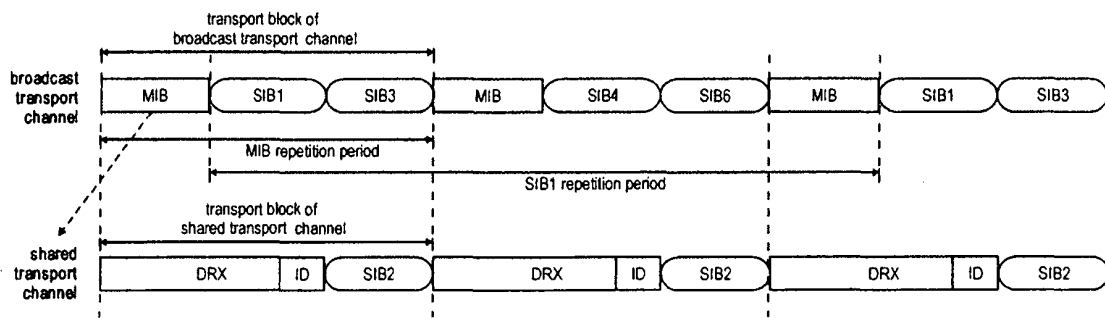 transport block of
broadcast transport channel
broadcast
transport
channel
MIB
SIB1
SIB3
MIB
SIB4
SIB6
MIB
SIB1
SIB3
MIB repetition period
SIB1 repetition period
transport block of
shared transport channel
shared
transport
channel
DRX
ID
SIB2
DRX
ID
SIB2
DRX
ID
SIB2